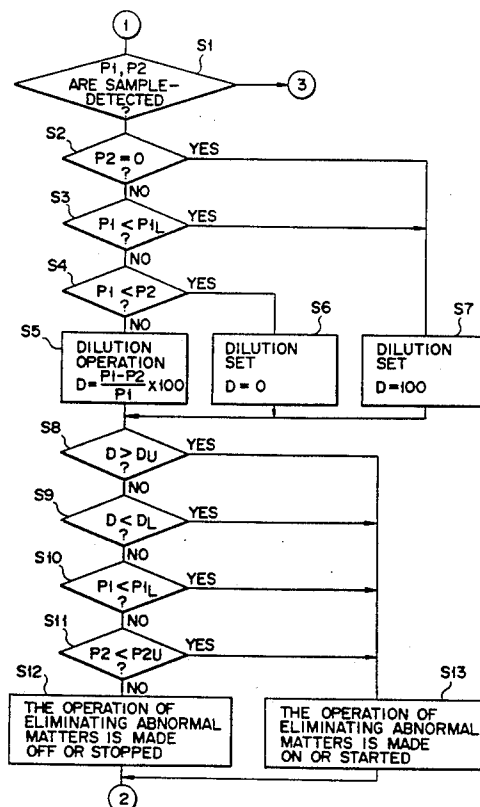 1
S1
P1, P2
ARE SAMPLE-
DETECTED
?
3
S2
P2 = 0
?
YES
NO
S3
P1 < P1L
?
YES
NO
S4
P1 < P2
?
YES
NO
S5
DILUTION
OPERATION
D = P1-P2/P1 x100
S6
DILUTION
SET
D = 0
S7
DILUTION
SET
D = 100
S8
D > DU
?
YES
NO
S9
D < DL
?
YES
NO
S10
P1 < P1L
?
YES
NO
S11
P2 < P2U
?
YES
NO
S12
THE OPERATION OF
ELIMINATING ABNORMAL
MATTERS IS MADE
OFF OR STOPPED
S13
THE OPERATION OF
ELIMINATING ABNORMAL
MATTERS IS MADE
ON OR STARTED
2